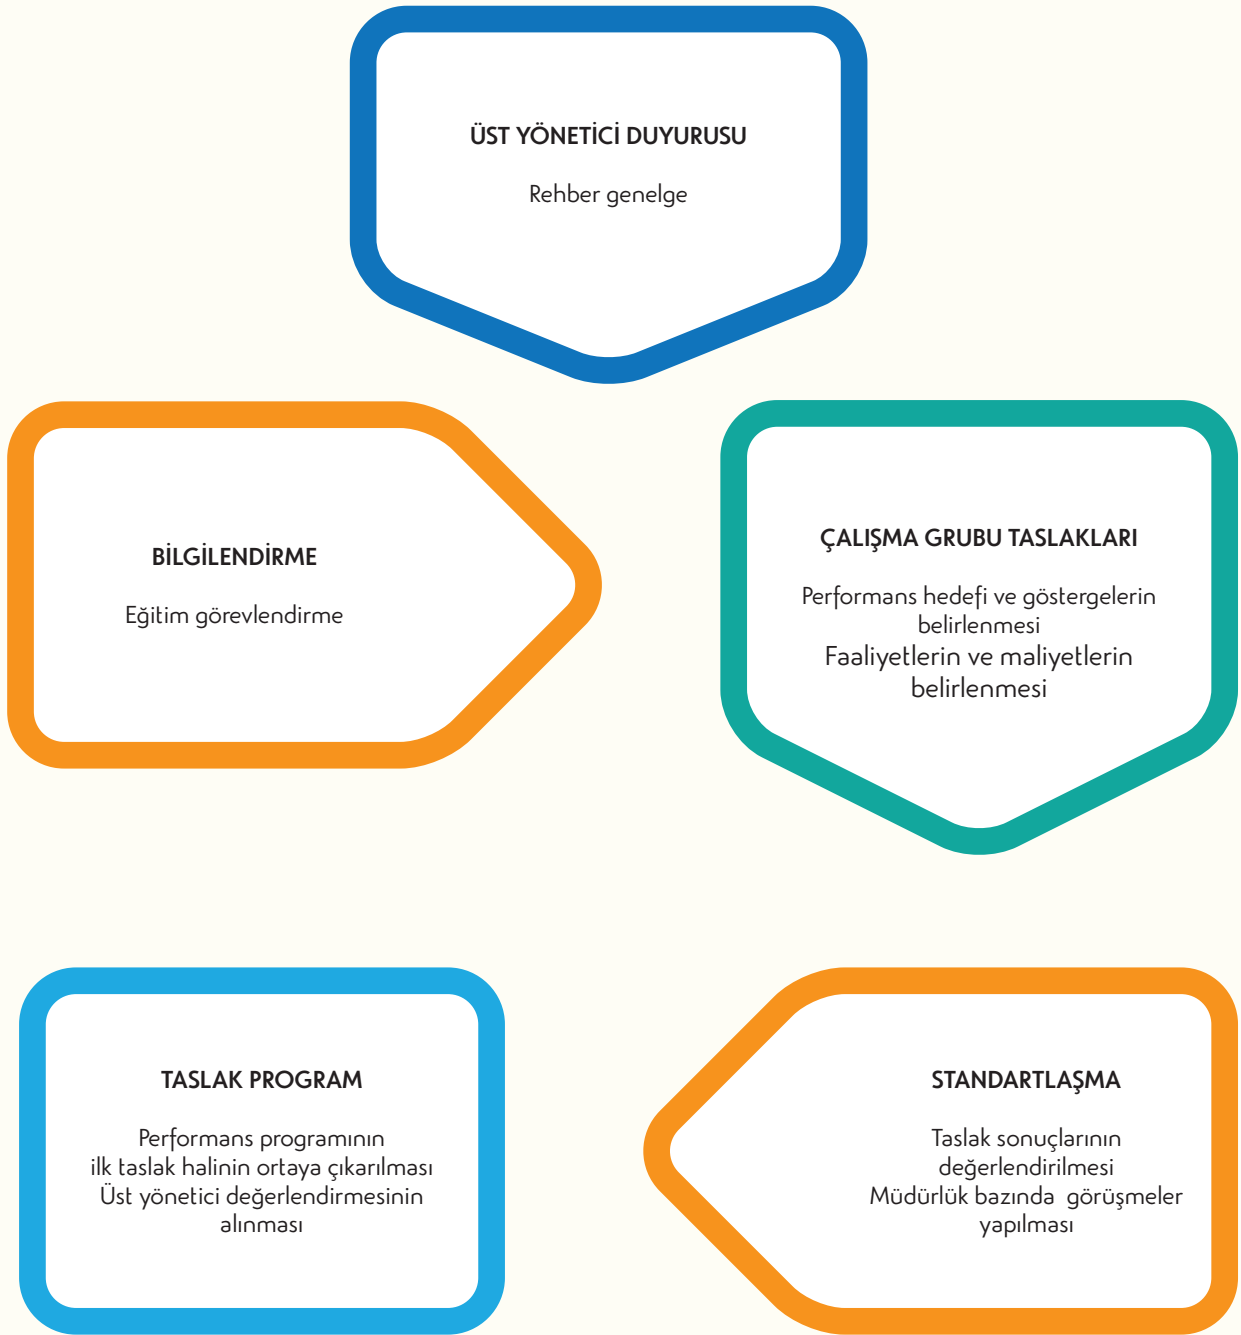 ÜST YÖNETİCİ DUYURUSU
Rehber genelge
BİLGİLENDİRME
Eğitim görevlendirme
ÇALIŞMA GRUBU TASLAKLARI
Performans hedefi ve göstergelerin
belirlenmesi
Faaliyetlerin ve maliyetlerin
belirlenmesi
STANDARTLAŞMA
Taslak sonuçlarının
değerlendirilmesi
Müdürlük bazında görüşmeler
yapılması
TASLAK PROGRAM
Performans programının
ilk taslak halinin ortaya çıkarılması
Üst yönetici değerlendirmesinin
alınması